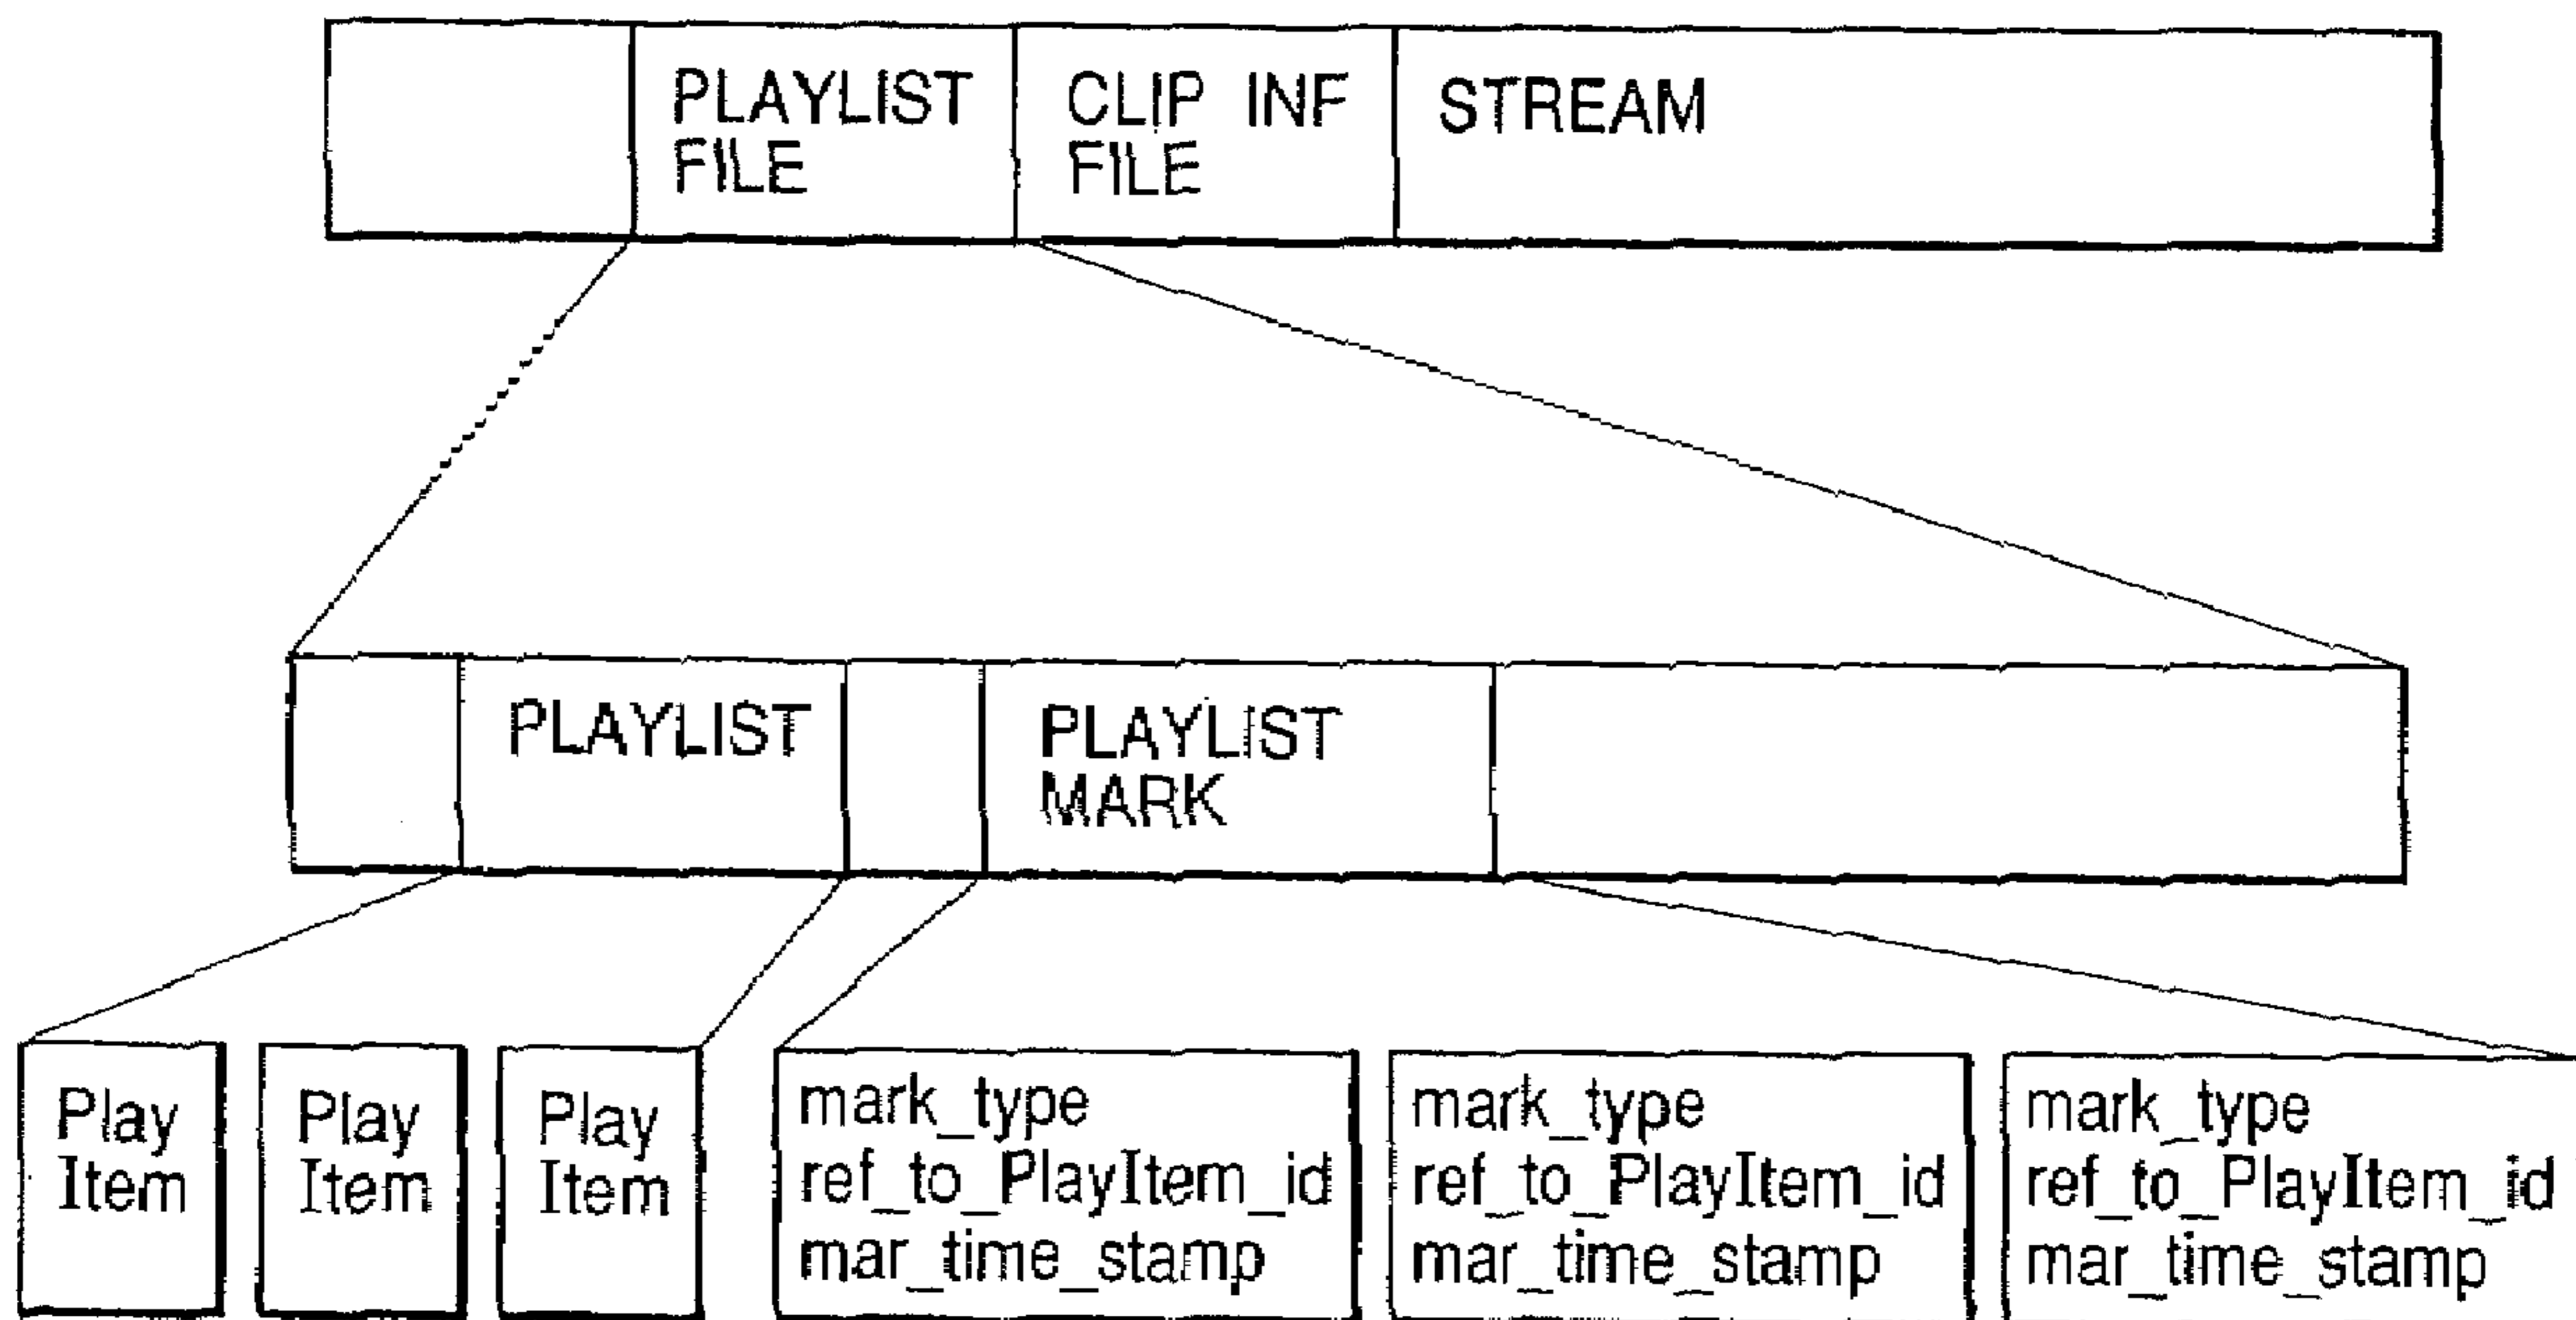 PLAYLIST
FILE
CLIP INF
FILE
STREAM
PLAYLIST
PLAYLIST
MARK
Play
Item
Play
Item
Play
Item
mark_type
ref_to_PlayItem_id
mar_time_stamp
mark_type
ref_to_PlayItem_id
mar_time_stamp
mark_type
ref_to_PlayItem_id
mar_time_stamp